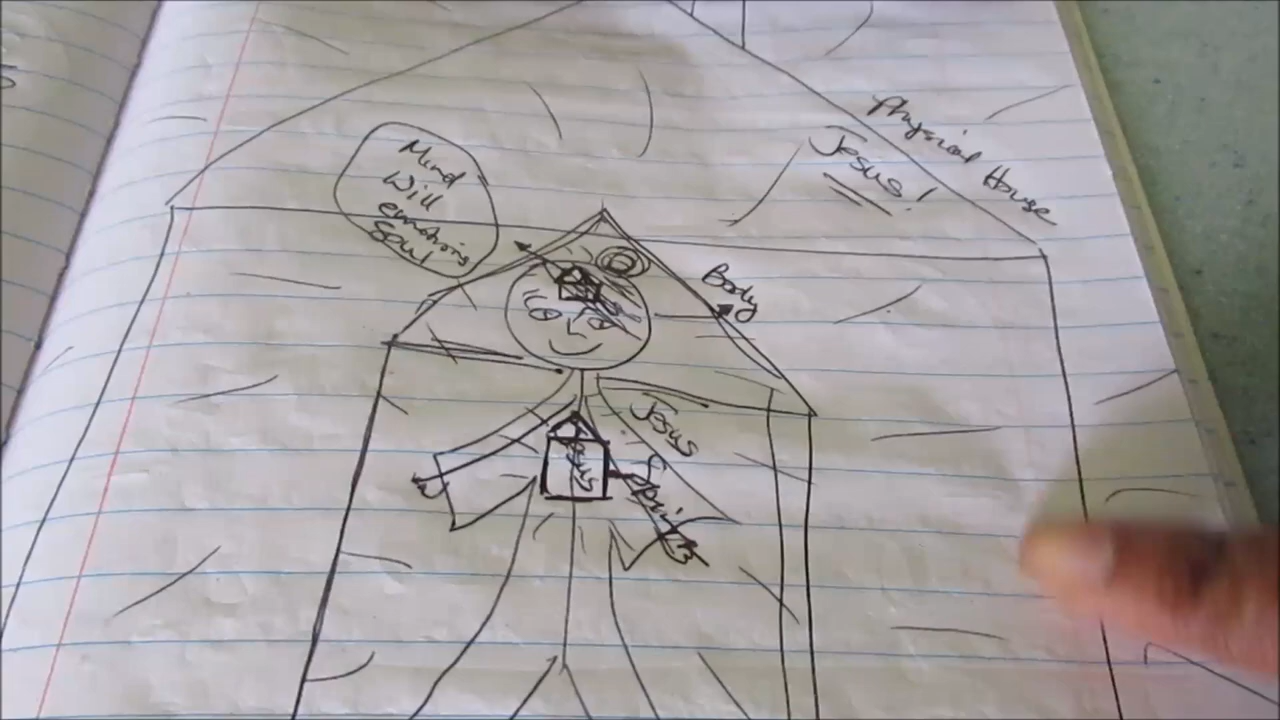 Physical House
Jesus!
Mind
Will
emotions
Soul
Body
Jesus
Spirit
Jesus